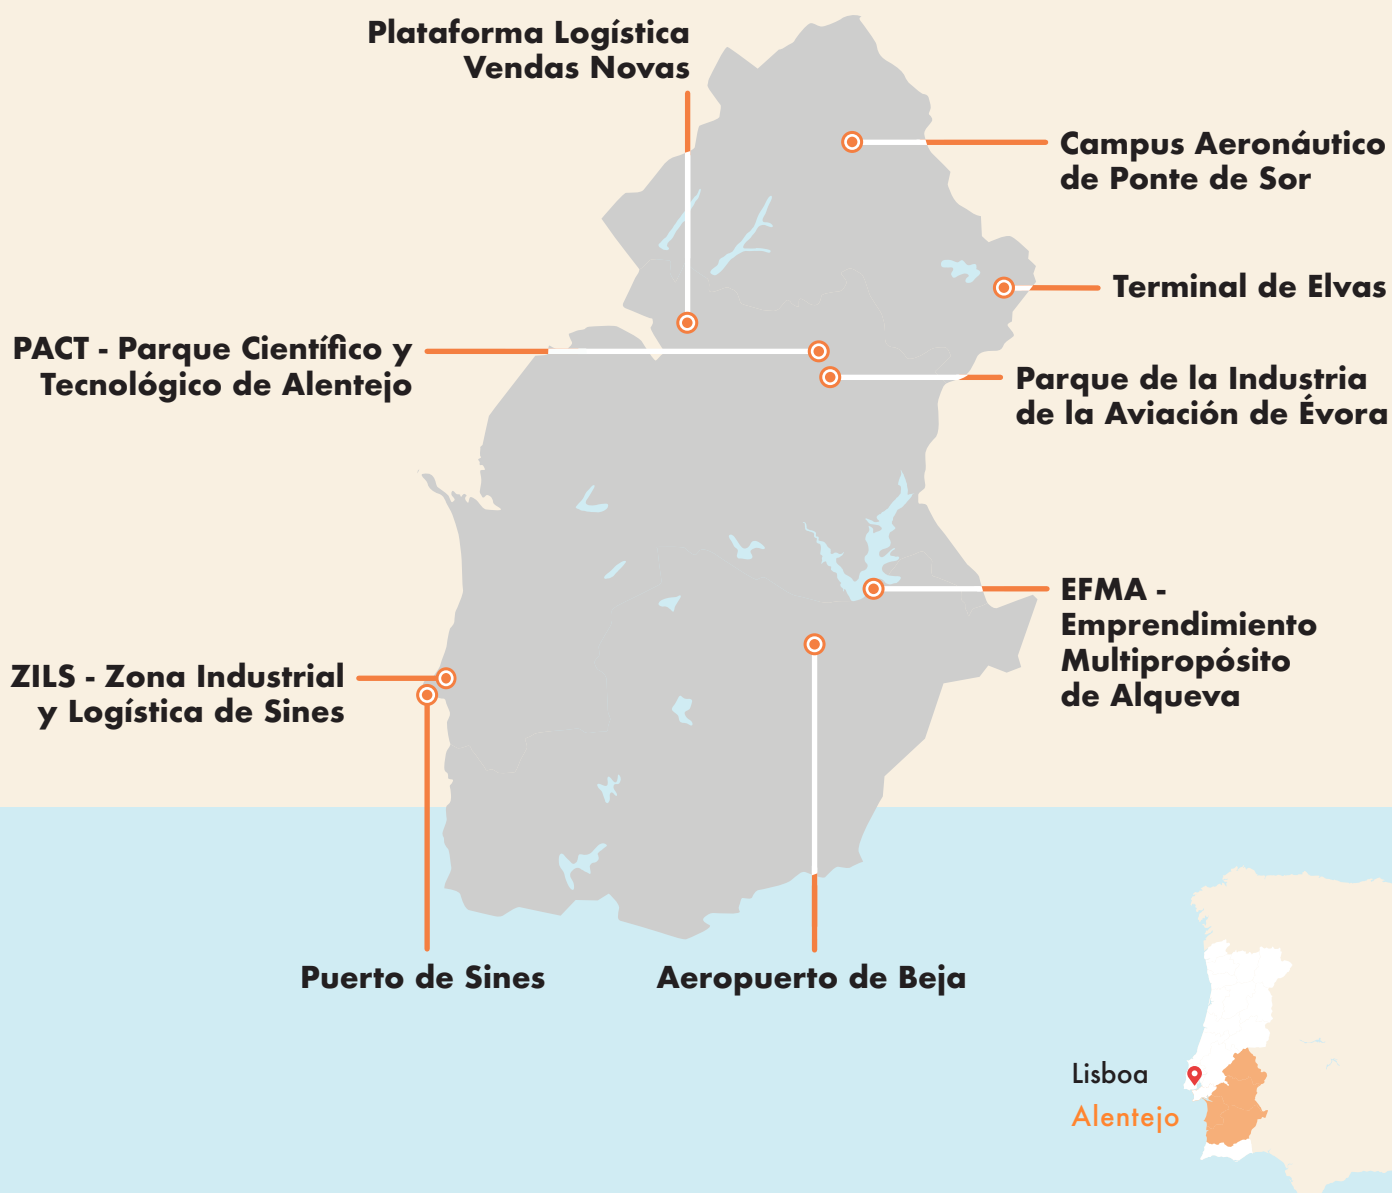 Plataforma Logística
Vendas Novas
Campus Aeronáutico
de Ponte de Sor
Terminal de Elvas
PACT - Parque Científico y
Tecnológico de Alentejo
Parque de la Industria
de la Aviación de Évora
EFMA -
Emprendimiento
Multipropósito
de Alqueva
ZILS - Zona Industrial
y Logística de Sines
Puerto de Sines
Aeropuerto de Beja
Lisboa
Alentejo